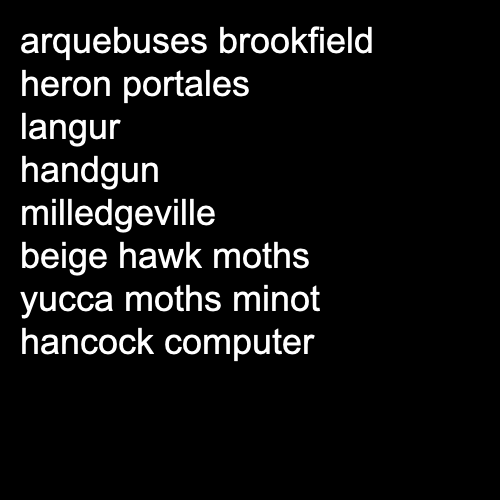 arquebuses brookfield
heron portales
langur
handgun
milledgeville
beige hawk moths
yucca moths minot
hancock computer